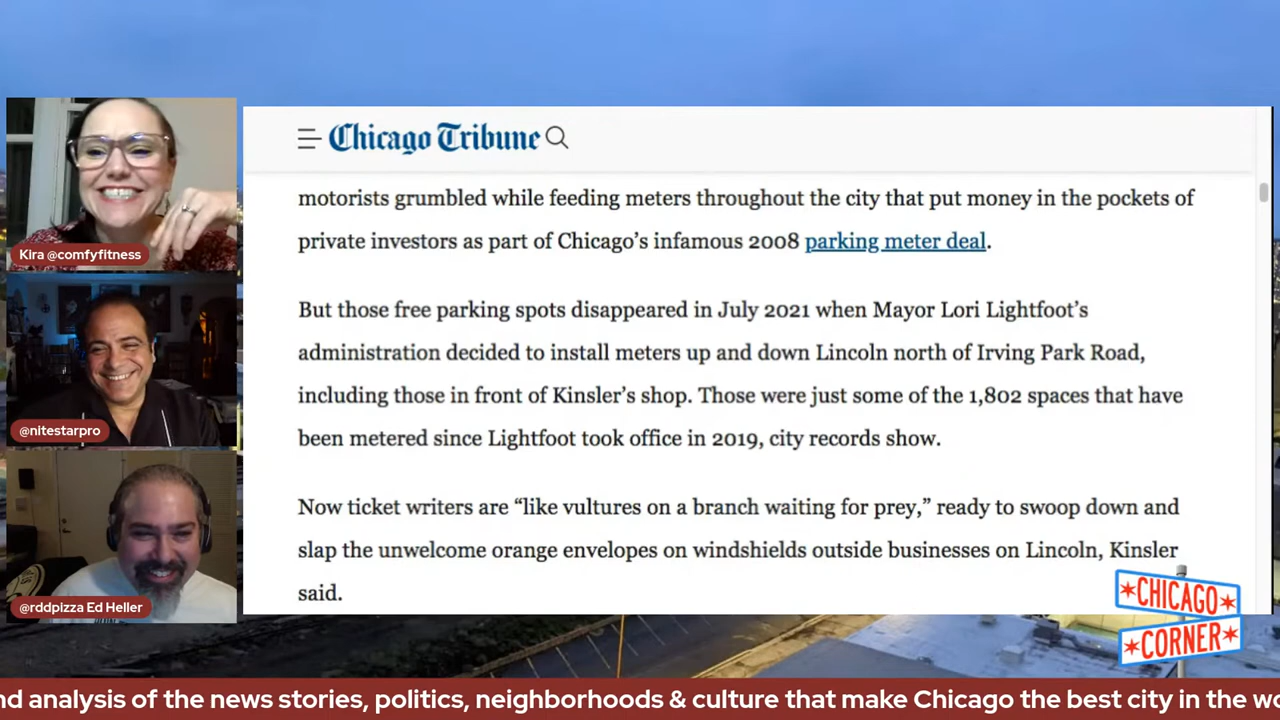 Kira @comfyfitness
@nitestarpro
@rddpizza Ed Heller
Chicago Tribune
motorists grumbled while feeding meters throughout the city that put money in the pockets of
private investors as part of Chicago’s infamous 2008 parking meter deal.
But those free parking spots disappeared in July 2021 when Mayor Lori Lightfoot’s
administration decided to install meters up and down Lincoln north of Irving Park Road,
including those in front of Kinsler’s shop. Those were just some of the 1,802 spaces that have
been metered since Lightfoot took office in 2019, city records show.
Now ticket writers are “like vultures on a branch waiting for prey,” ready to swoop down and
slap the unwelcome orange envelopes on windshields outside businesses on Lincoln, Kinsler
said.
CHICAGO
CORNER
nd analysis of the news stories, politics, neighborhoods & culture that make Chicago the best city in the wo